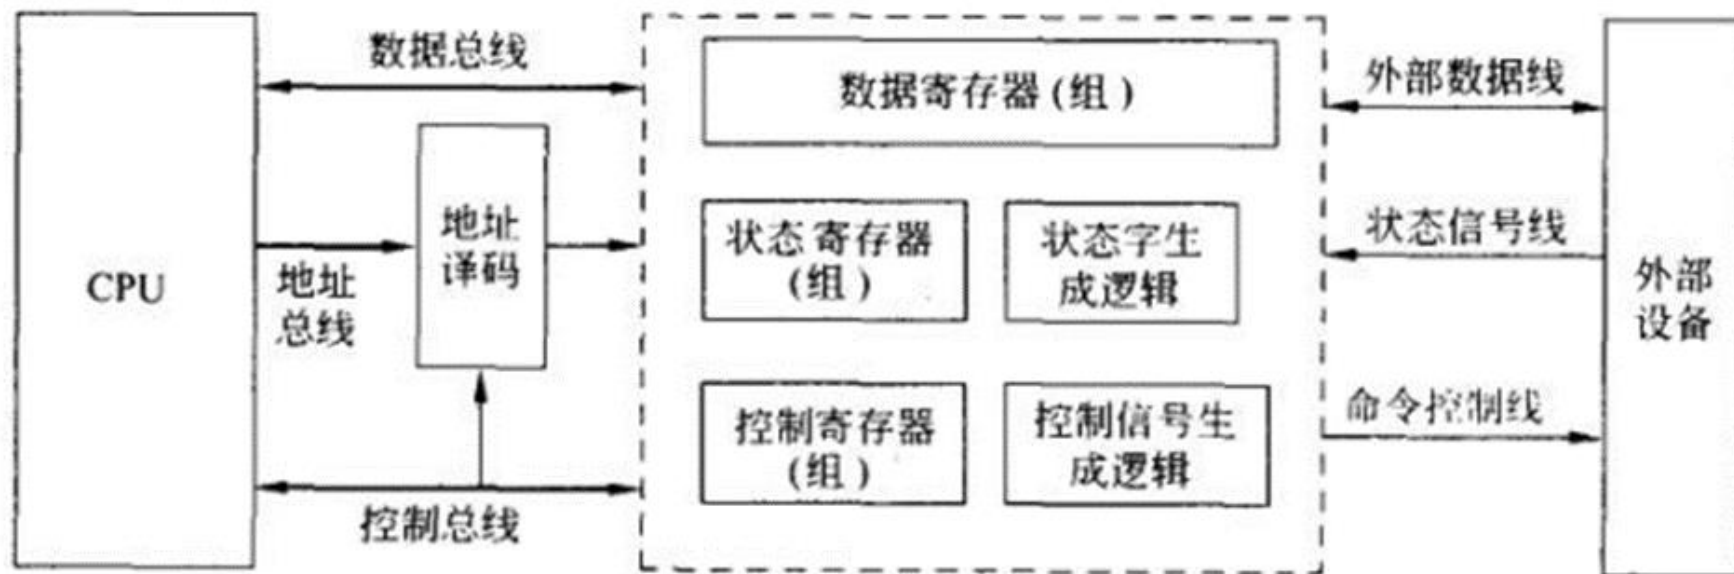 数据总线
数据寄存器(组)
外部数据线
地址
译码
状态寄存器
(组)
状态字生
成逻辑
状态信号线
CPU
地址
总线
外部
设备
控制寄存器
(组)
控制信号生
成逻辑
命令控制线
控制总线